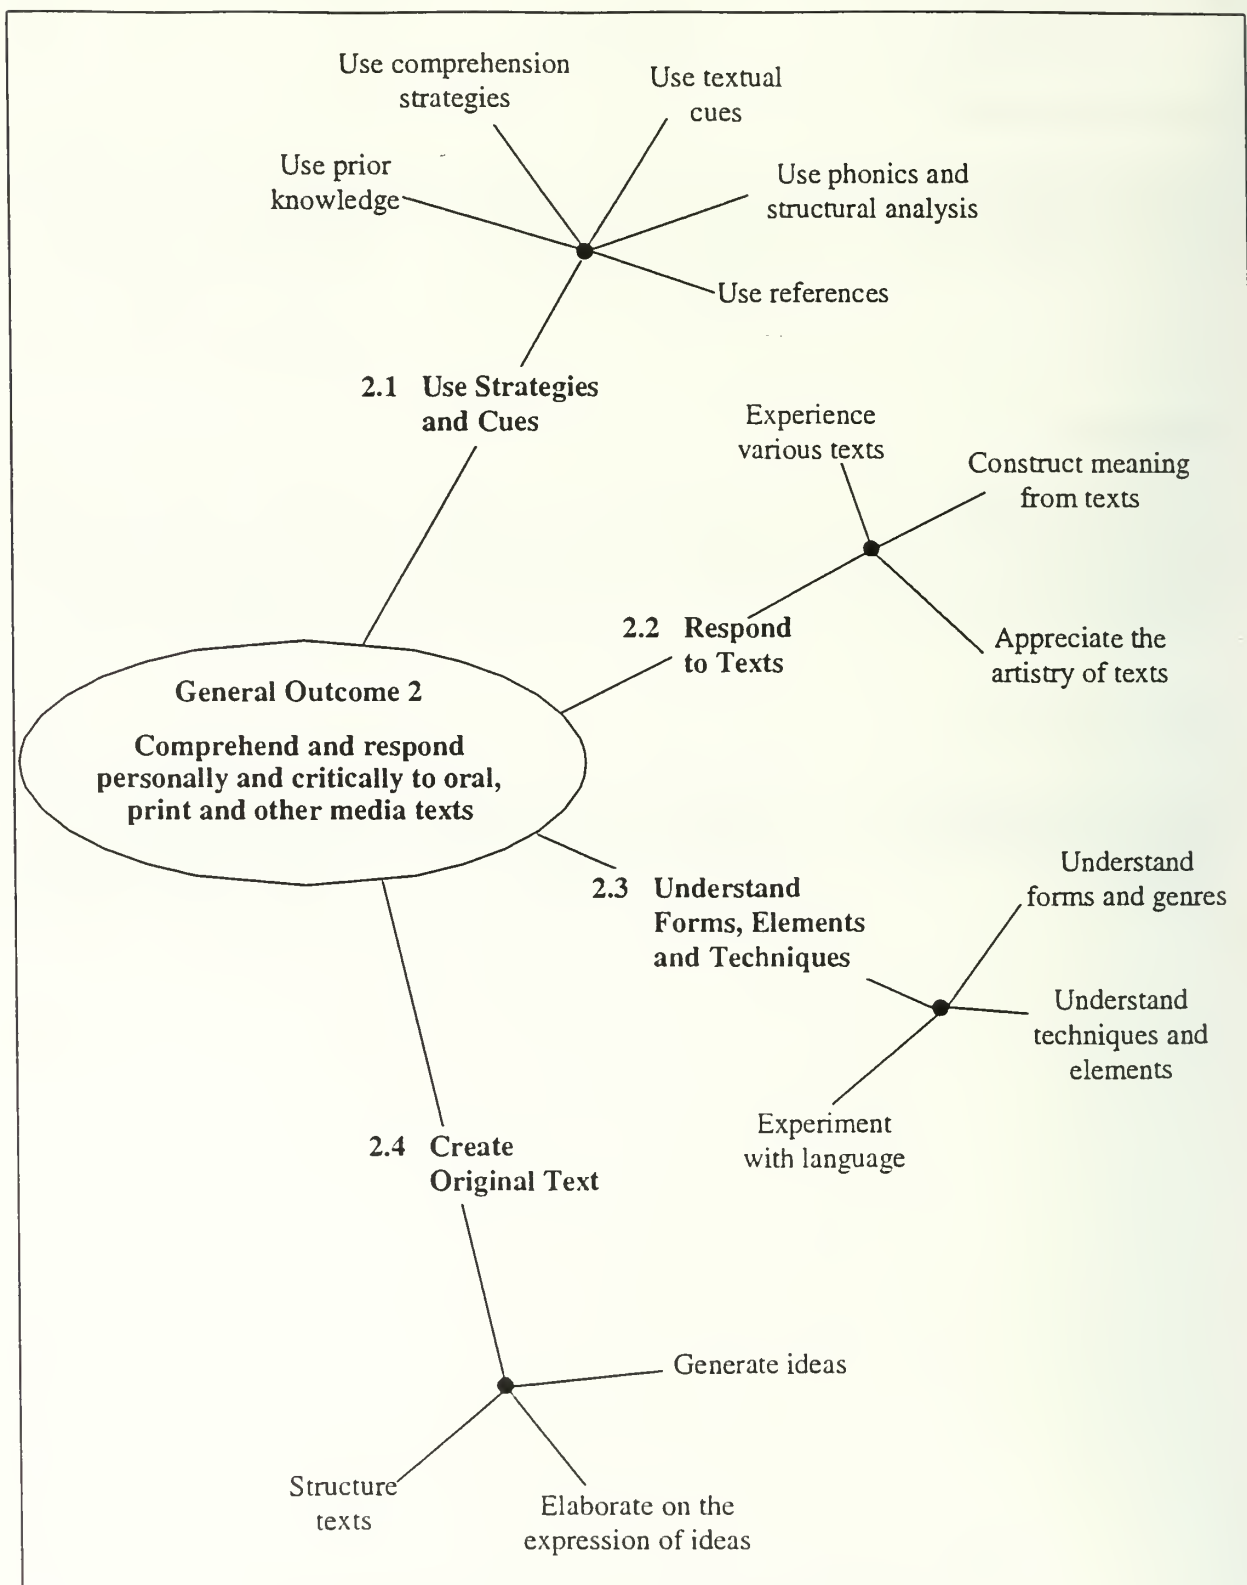 Use comprehension
strategies
Use textual
cues
Use prior
knowledge
Use phonics and
structural analysis
Use references
2.1 Use Strategies
and Cues
Experience
various texts
Construct meaning
from texts
2.2 Respond
to Texts
Appreciate the
artistry of texts
General Outcome 2
Comprehend and respond
personally and critically to oral,
print and other media texts
2.3 Understand
Forms, Elements
and Techniques
Understand
forms and genres
Understand
techniques and
elements
Experiment
with language
2.4 Create
Original Text
Generate ideas
Structure
texts
Elaborate on the
expression of ideas